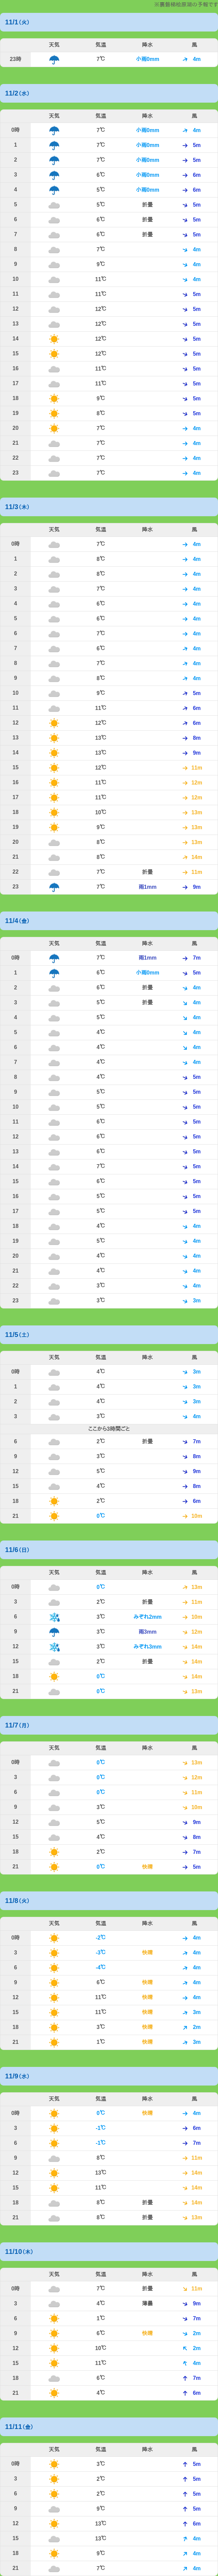 ※農薬検地探知の予報です
11/1(火)
天気 気温 降水 風
23時 7℃ 小雨0mm 4m
11/2(水)
天気 気温 降水 風
0時 7℃ 小雨0mm 4m
1 7℃ 小雨0mm 5m
2 7℃ 小雨0mm 5m
3 6℃ 小雨0mm 6m
4 5℃ 小雨0mm 6m
5 6℃ 折曇 5m
6 6℃ 折曇 5m
7 6℃ 折曇 5m
8 7℃ 4m
9 9℃ 4m
10 11℃ 4m
11 11℃ 5m
12 12℃ 5m
13 12℃ 5m
14 12℃ 5m
15 12℃ 5m
16 11℃ 5m
17 11℃ 5m
18 9℃ 5m
19 8℃ 5m
20 7℃ 4m
21 7℃ 4m
22 7℃ 4m
23 7℃ 4m
11/3(木)
天気 気温 降水 風
0時 7℃ 4m
1 8℃ 4m
2 8℃ 4m
3 7℃ 4m
4 6℃ 4m
5 6℃ 4m
6 7℃ 4m
7 6℃ 4m
8 7℃ 4m
9 8℃ 4m
10 9℃ 5m
11 11℃ 6m
12 12℃ 6m
13 13℃ 8m
14 13℃ 9m
15 12℃ 11m
16 11℃ 12m
17 11℃ 12m
18 10℃ 13m
19 9℃ 13m
20 8℃ 13m
21 8℃ 14m
22 7℃ 折曇 11m
23 7℃ 雨1mm 9m
11/4(金)
天気 気温 降水 風
0時 7℃ 雨1mm 7m
1 6℃ 小雨0mm 5m
2 6℃ 折曇 4m
3 5℃ 折曇 4m
4 5℃ 4m
5 4℃ 4m
6 4℃ 4m
7 4℃ 4m
8 4℃ 5m
9 5℃ 5m
10 5℃ 5m
11 6℃ 5m
12 6℃ 5m
13 6℃ 5m
14 7℃ 5m
15 6℃ 5m
16 5℃ 5m
17 5℃ 5m
18 4℃ 4m
19 5℃ 4m
20 4℃ 4m
21 4℃ 4m
22 3℃ 4m
23 3℃ 3m
11/5(土)
天気 気温 降水 風
0時 4℃ 3m
1 4℃ 3m
2 4℃ 3m
3 3℃ 4m
ここから3時間ごと
6 2℃ 折曇 7m
9 3℃ 8m
12 5℃ 9m
15 4℃ 8m
18 2℃ 6m
21 0℃ 10m
11/6(日)
天気 気温 降水 風
0時 0℃ 13m
3 2℃ 折曇 11m
6 3℃ みぞれ2mm 10m
9 3℃ 雨3mm 12m
12 3℃ みぞれ3mm 14m
15 2℃ 折曇 14m
18 0℃ 14m
21 0℃ 13m
11/7(月)
天気 気温 降水 風
0時 0℃ 13m
3 0℃ 12m
6 0℃ 11m
9 3℃ 10m
12 5℃ 9m
15 4℃ 8m
18 2℃ 7m
21 0℃ 快晴 5m
11/8(火)
天気 気温 降水 風
0時 -2℃ 4m
3 -3℃ 快晴 4m
6 -4℃ 4m
9 6℃ 快晴 4m
12 11℃ 快晴 4m
15 11℃ 快晴 3m
18 3℃ 快晴 2m
21 1℃ 快晴 3m
11/9(水)
天気 気温 降水 風
0時 0℃ 快晴 4m
3 -1℃ 6m
6 -1℃ 7m
9 8℃ 11m
12 13℃ 14m
15 11℃ 14m
18 8℃ 折曇 14m
21 8℃ 折曇 13m
11/10(木)
天気 気温 降水 風
0時 7℃ 折曇 11m
3 4℃ 薄曇 9m
6 1℃ 7m
9 6℃ 快晴 2m
12 10℃ 2m
15 11℃ 4m
18 6℃ 7m
21 4℃ 6m
11/11(金)
天気 気温 降水 風
0時 3℃ 5m
3 2℃ 5m
6 2℃ 5m
9 9℃ 5m
12 13℃ 6m
15 13℃ 4m
18 9℃ 4m
21 7℃ 4m